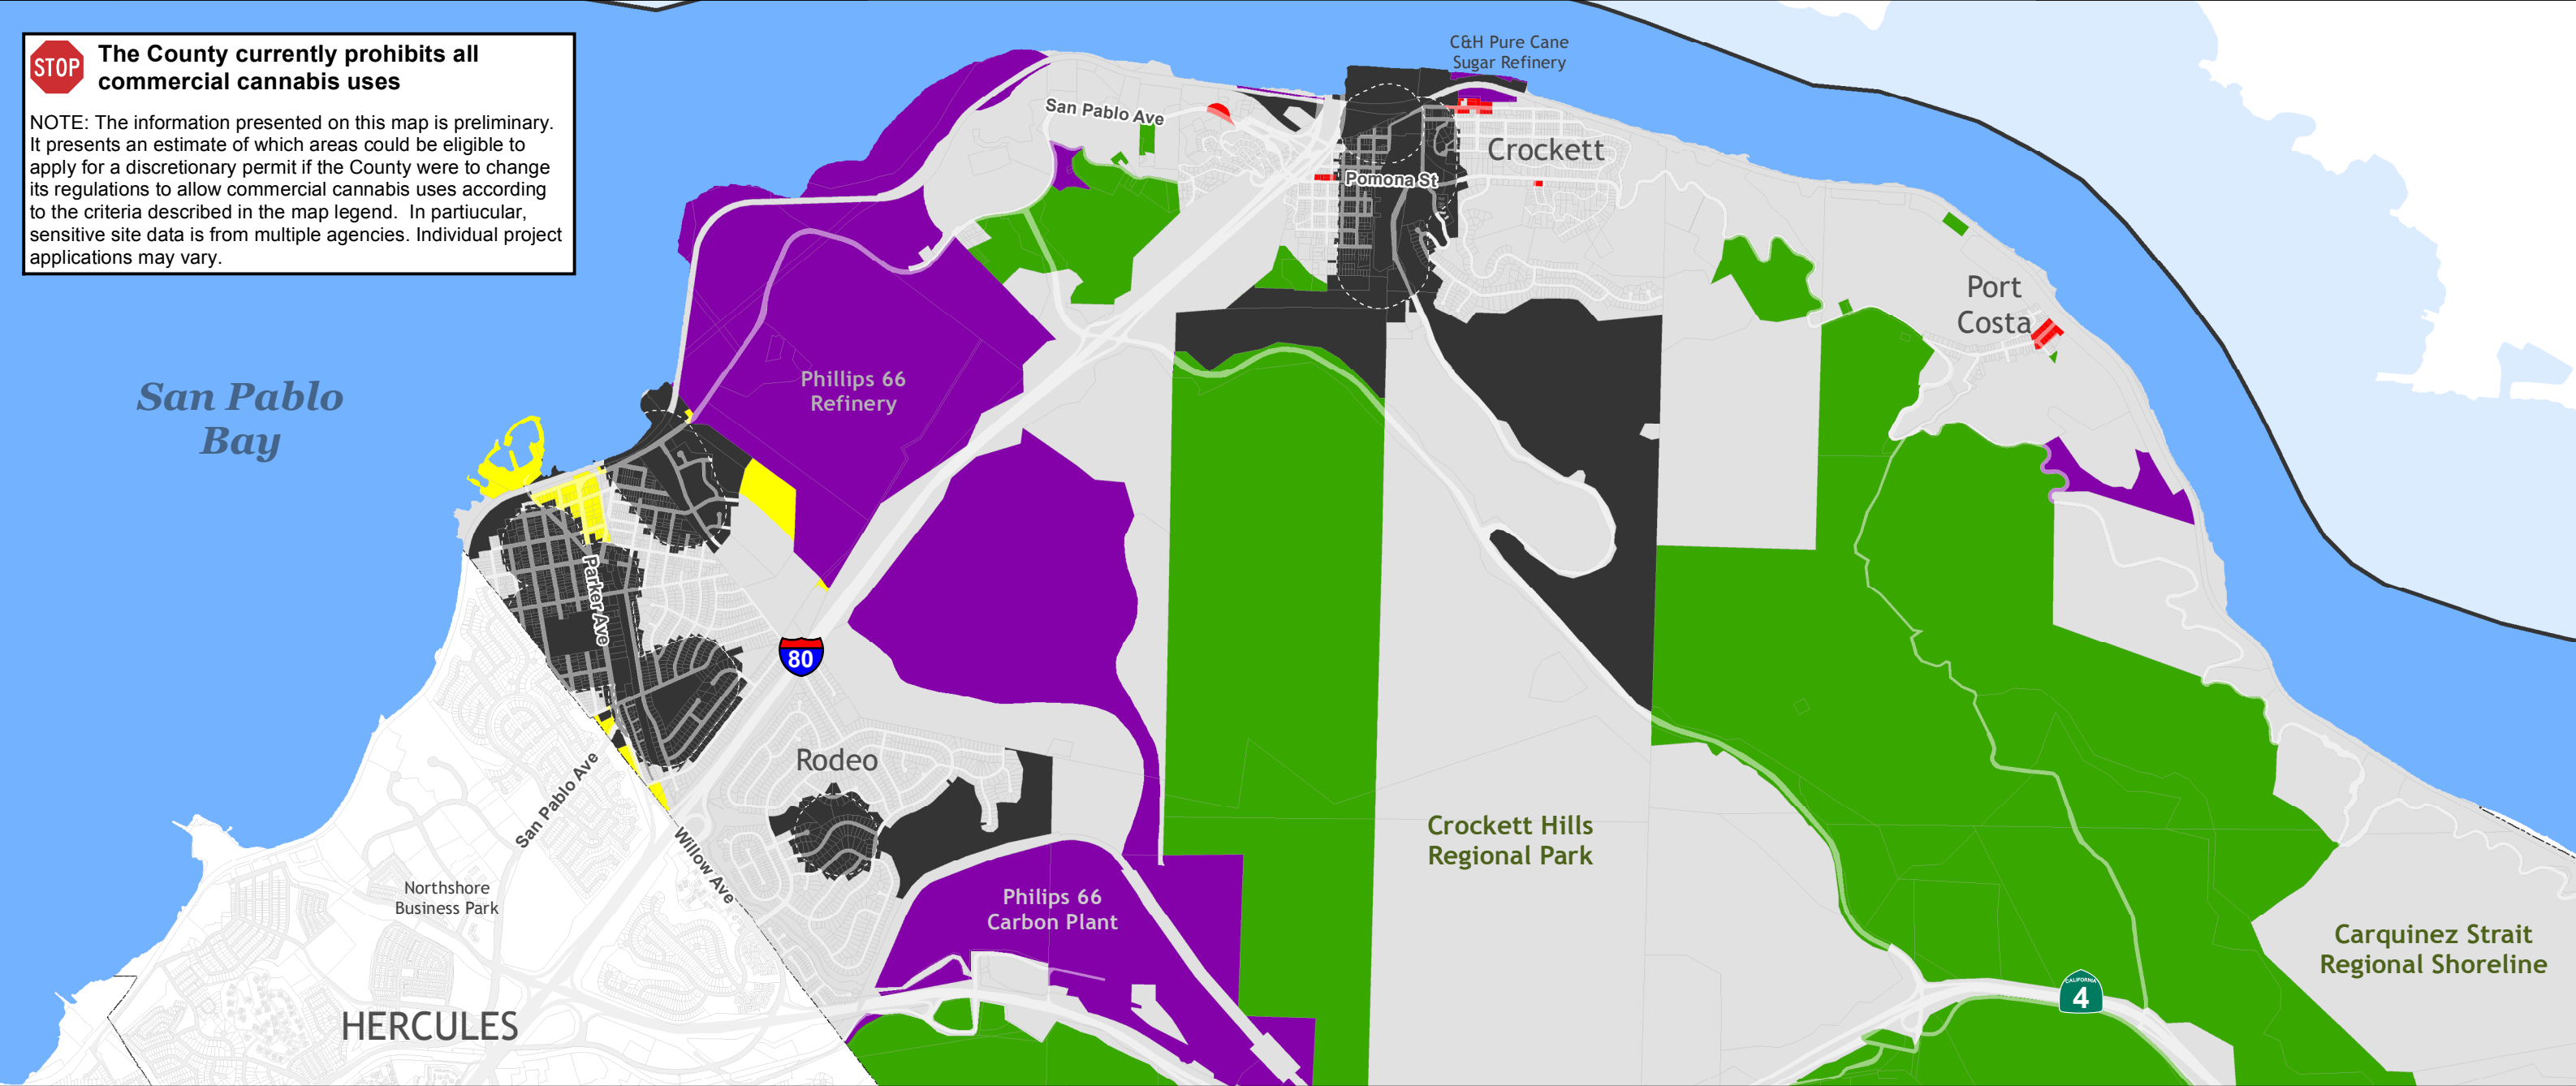 STOP
The County currently prohibits all
commercial cannabis uses
NOTE: The information presented on this map is preliminary.
It presents an estimate of which areas could be eligible to
apply for a discretionary permit if the County were to change
its regulations to allow commercial cannabis uses according
to the criteria described in the map legend.  In partiucular,
sensitive site data is from multiple agencies. Individual project
applications may vary.
C&H Pure Cane
Sugar Refinery
San Pablo Ave
Crockett
Pomona St
Port
Costa
San Pablo
Bay
Phillips 66
Refinery
Parker Ave
80
Rodeo
San Pablo Ave
Willow Ave
Northshore
Business Park
Crockett Hills
Regional Park
Philips 66
Carbon Plant
Carquinez Strait
Regional Shoreline
CALIFORNIA
4
HERCULES